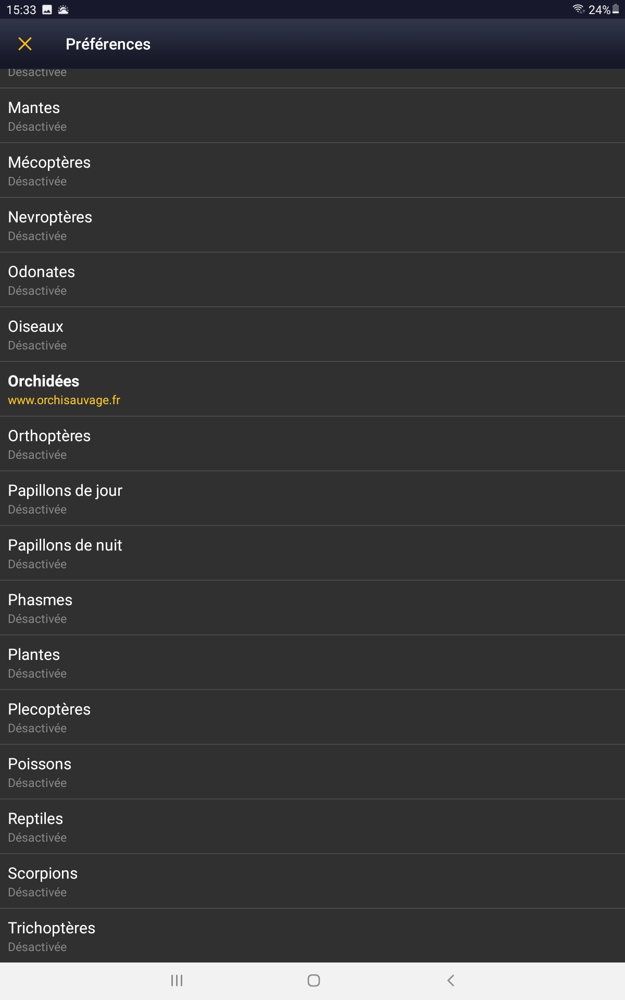 15:33 24%
Préférences
Désactivée
Mantes
Désactivée
Mécoptères
Désactivée
Nevroptères
Désactivée
Odonates
Désactivée
Oiseaux
Désactivée
Orchidées
www.orchisauvage.fr
Orthoptères
Désactivée
Papillons de jour
Désactivée
Papillons de nuit
Désactivée
Phasmes
Désactivée
Plantes
Désactivée
Plecoptères
Désactivée
Poissons
Désactivée
Reptiles
Désactivée
Scorpions
Désactivée
Trichoptères
Désactivée